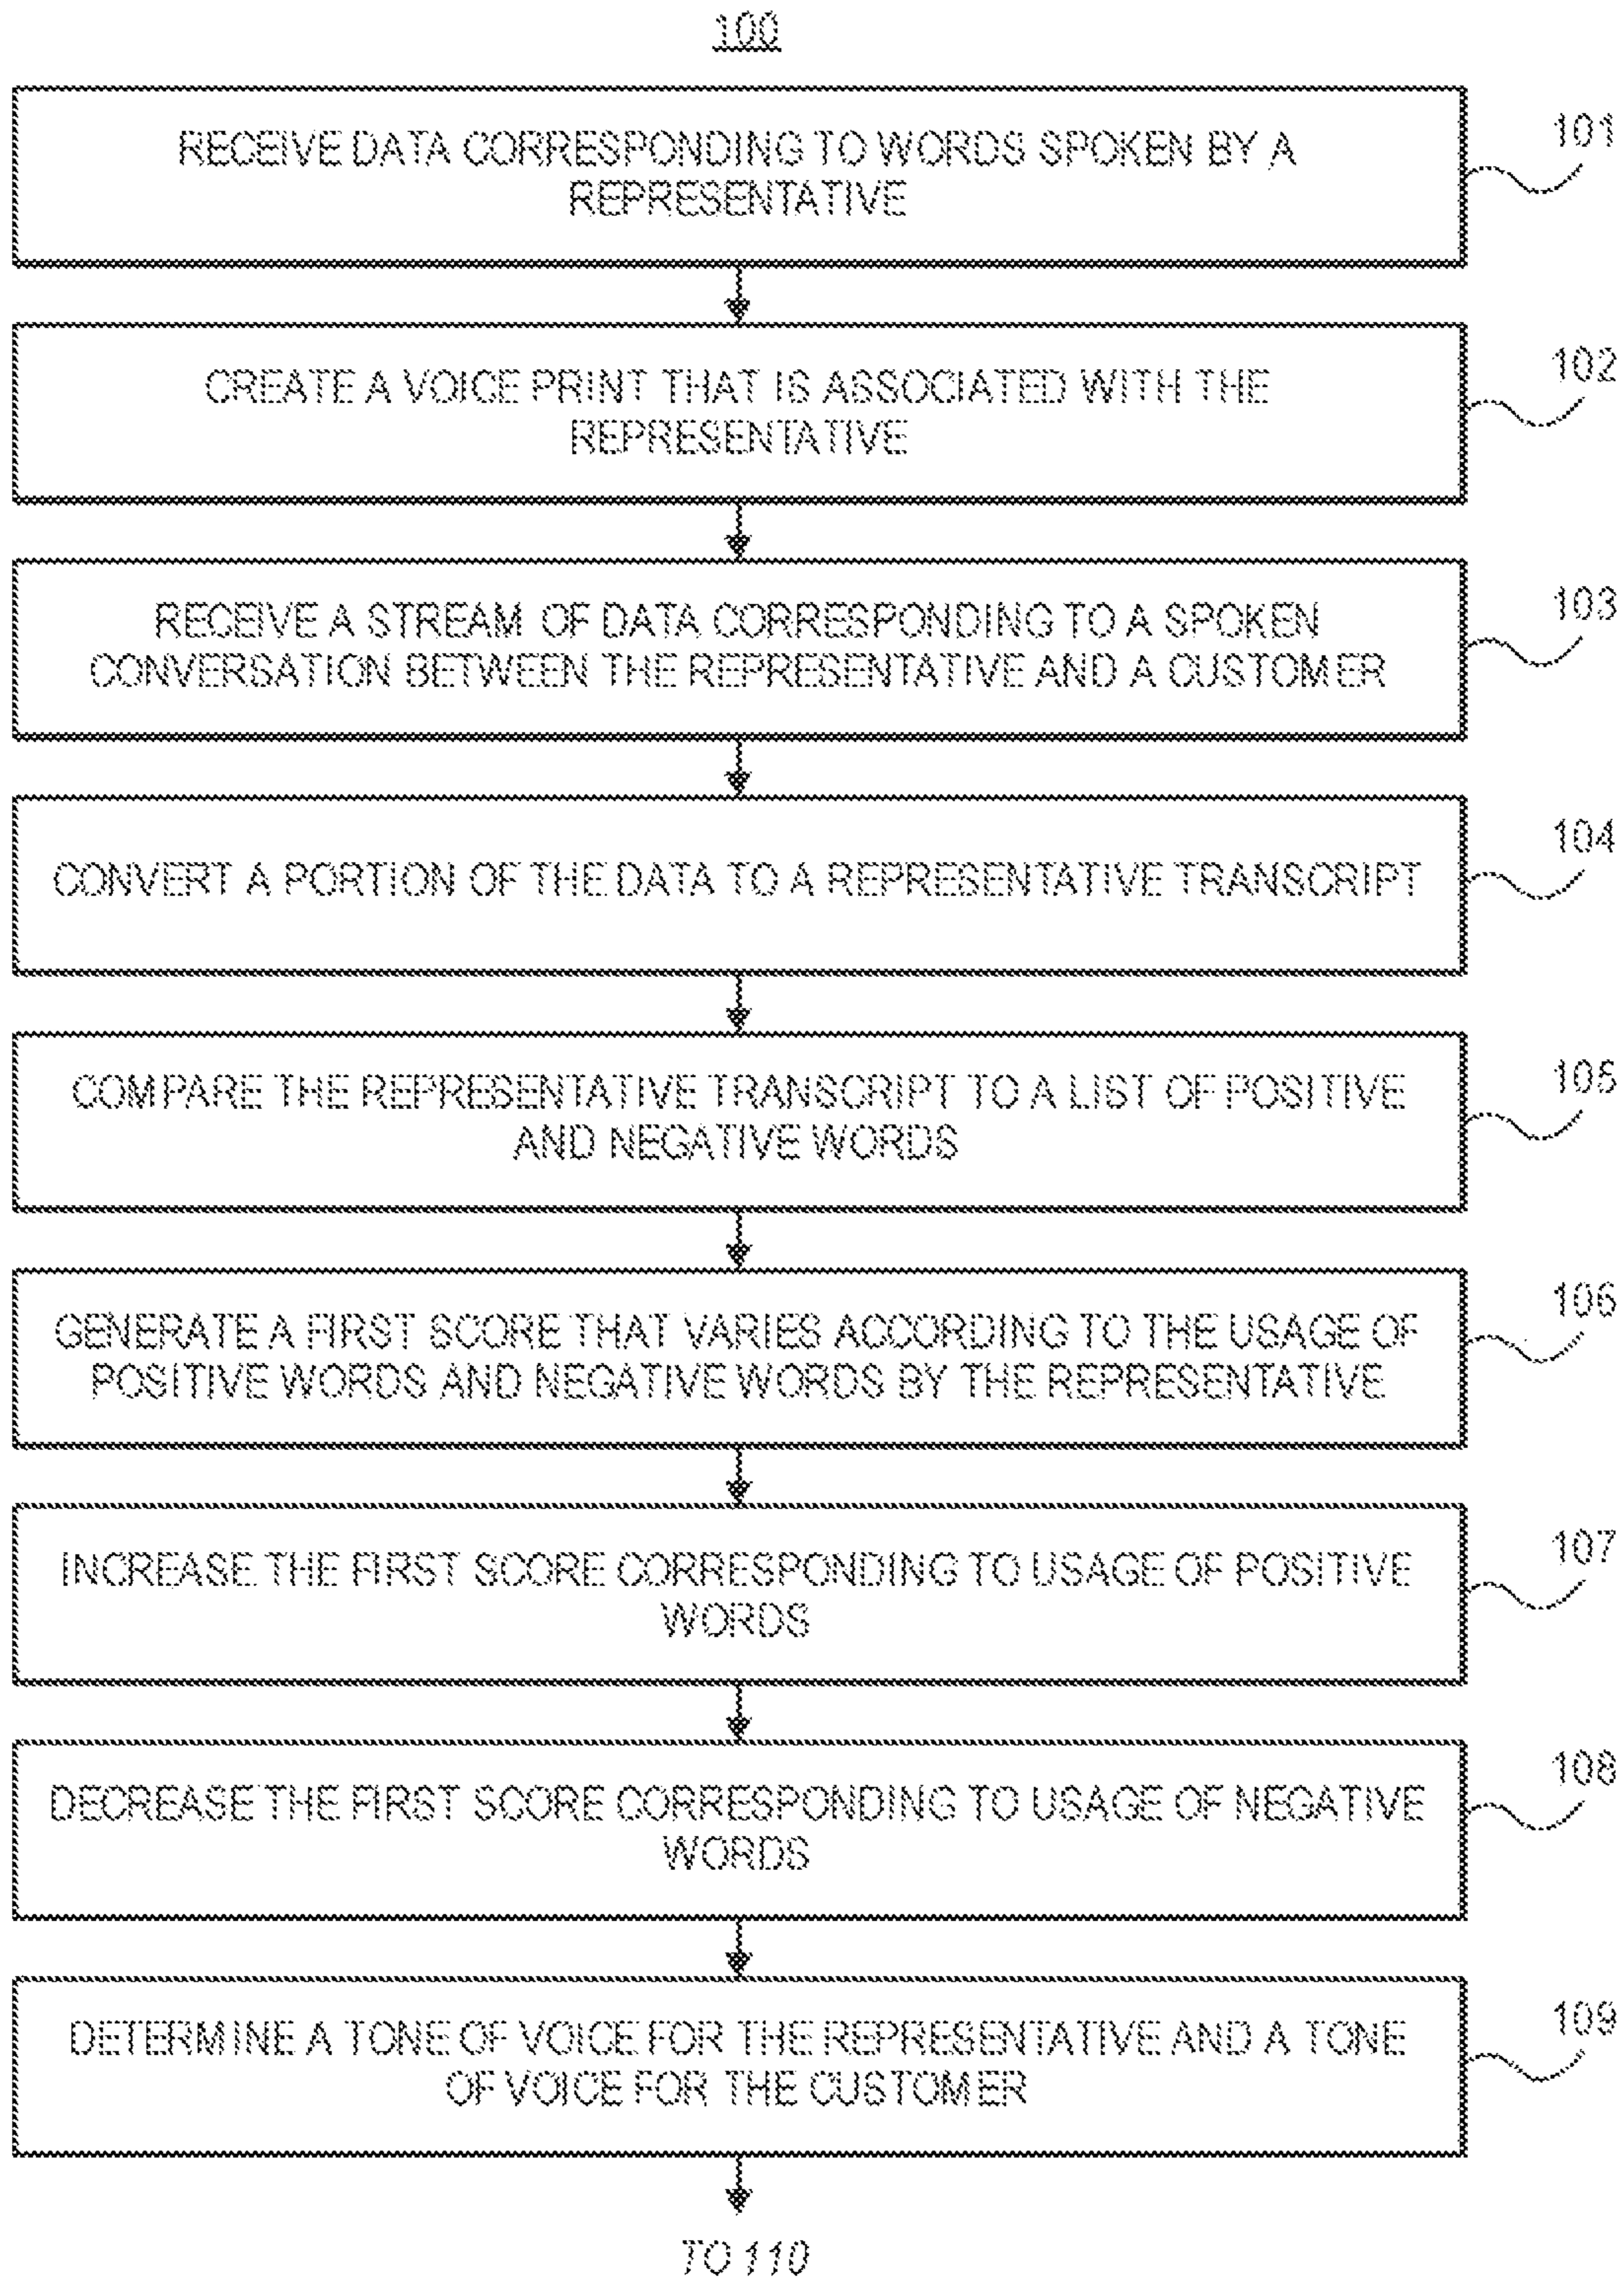 100
RECEIVE DATA CORRESPONDING TO WORDS SPOKEN BY A
REPRESENTATIVE
101
CREATE A VOICE PRINT THAT IS ASSOCIATED WITH THE
REPRESENTATIVE
102
RECEIVE A STREAM OF DATA CORRESPONDING TO A SPOKEN
CONVERSATION BETWEEN THE REPRESENTATIVE AND A CUSTOMER
103
CONVERT A PORTION OF THE DATA TO A REPRESENTATIVE TRANSCRIPT
104
COMPARE THE REPRESENTATIVE TRANSCRIPT TO A LIST OF POSITIVE
AND NEGATIVE WORDS
105
GENERATE A FIRST SCORE THAT VARIES ACCORDING TO THE USAGE OF
POSITIVE WORDS AND NEGATIVE WORDS BY THE REPRESENTATIVE
106
INCREASE THE FIRST SCORE CORRESPONDING TO USAGE OF POSITIVE
WORDS
107
DECREASE THE FIRST SCORE CORRESPONDING TO USAGE OF NEGATIVE
WORDS
108
DETERMINE A TONE OF VOICE FOR THE REPRESENTATIVE AND A TONE
OF VOICE FOR THE CUSTOMER
109
TO 110